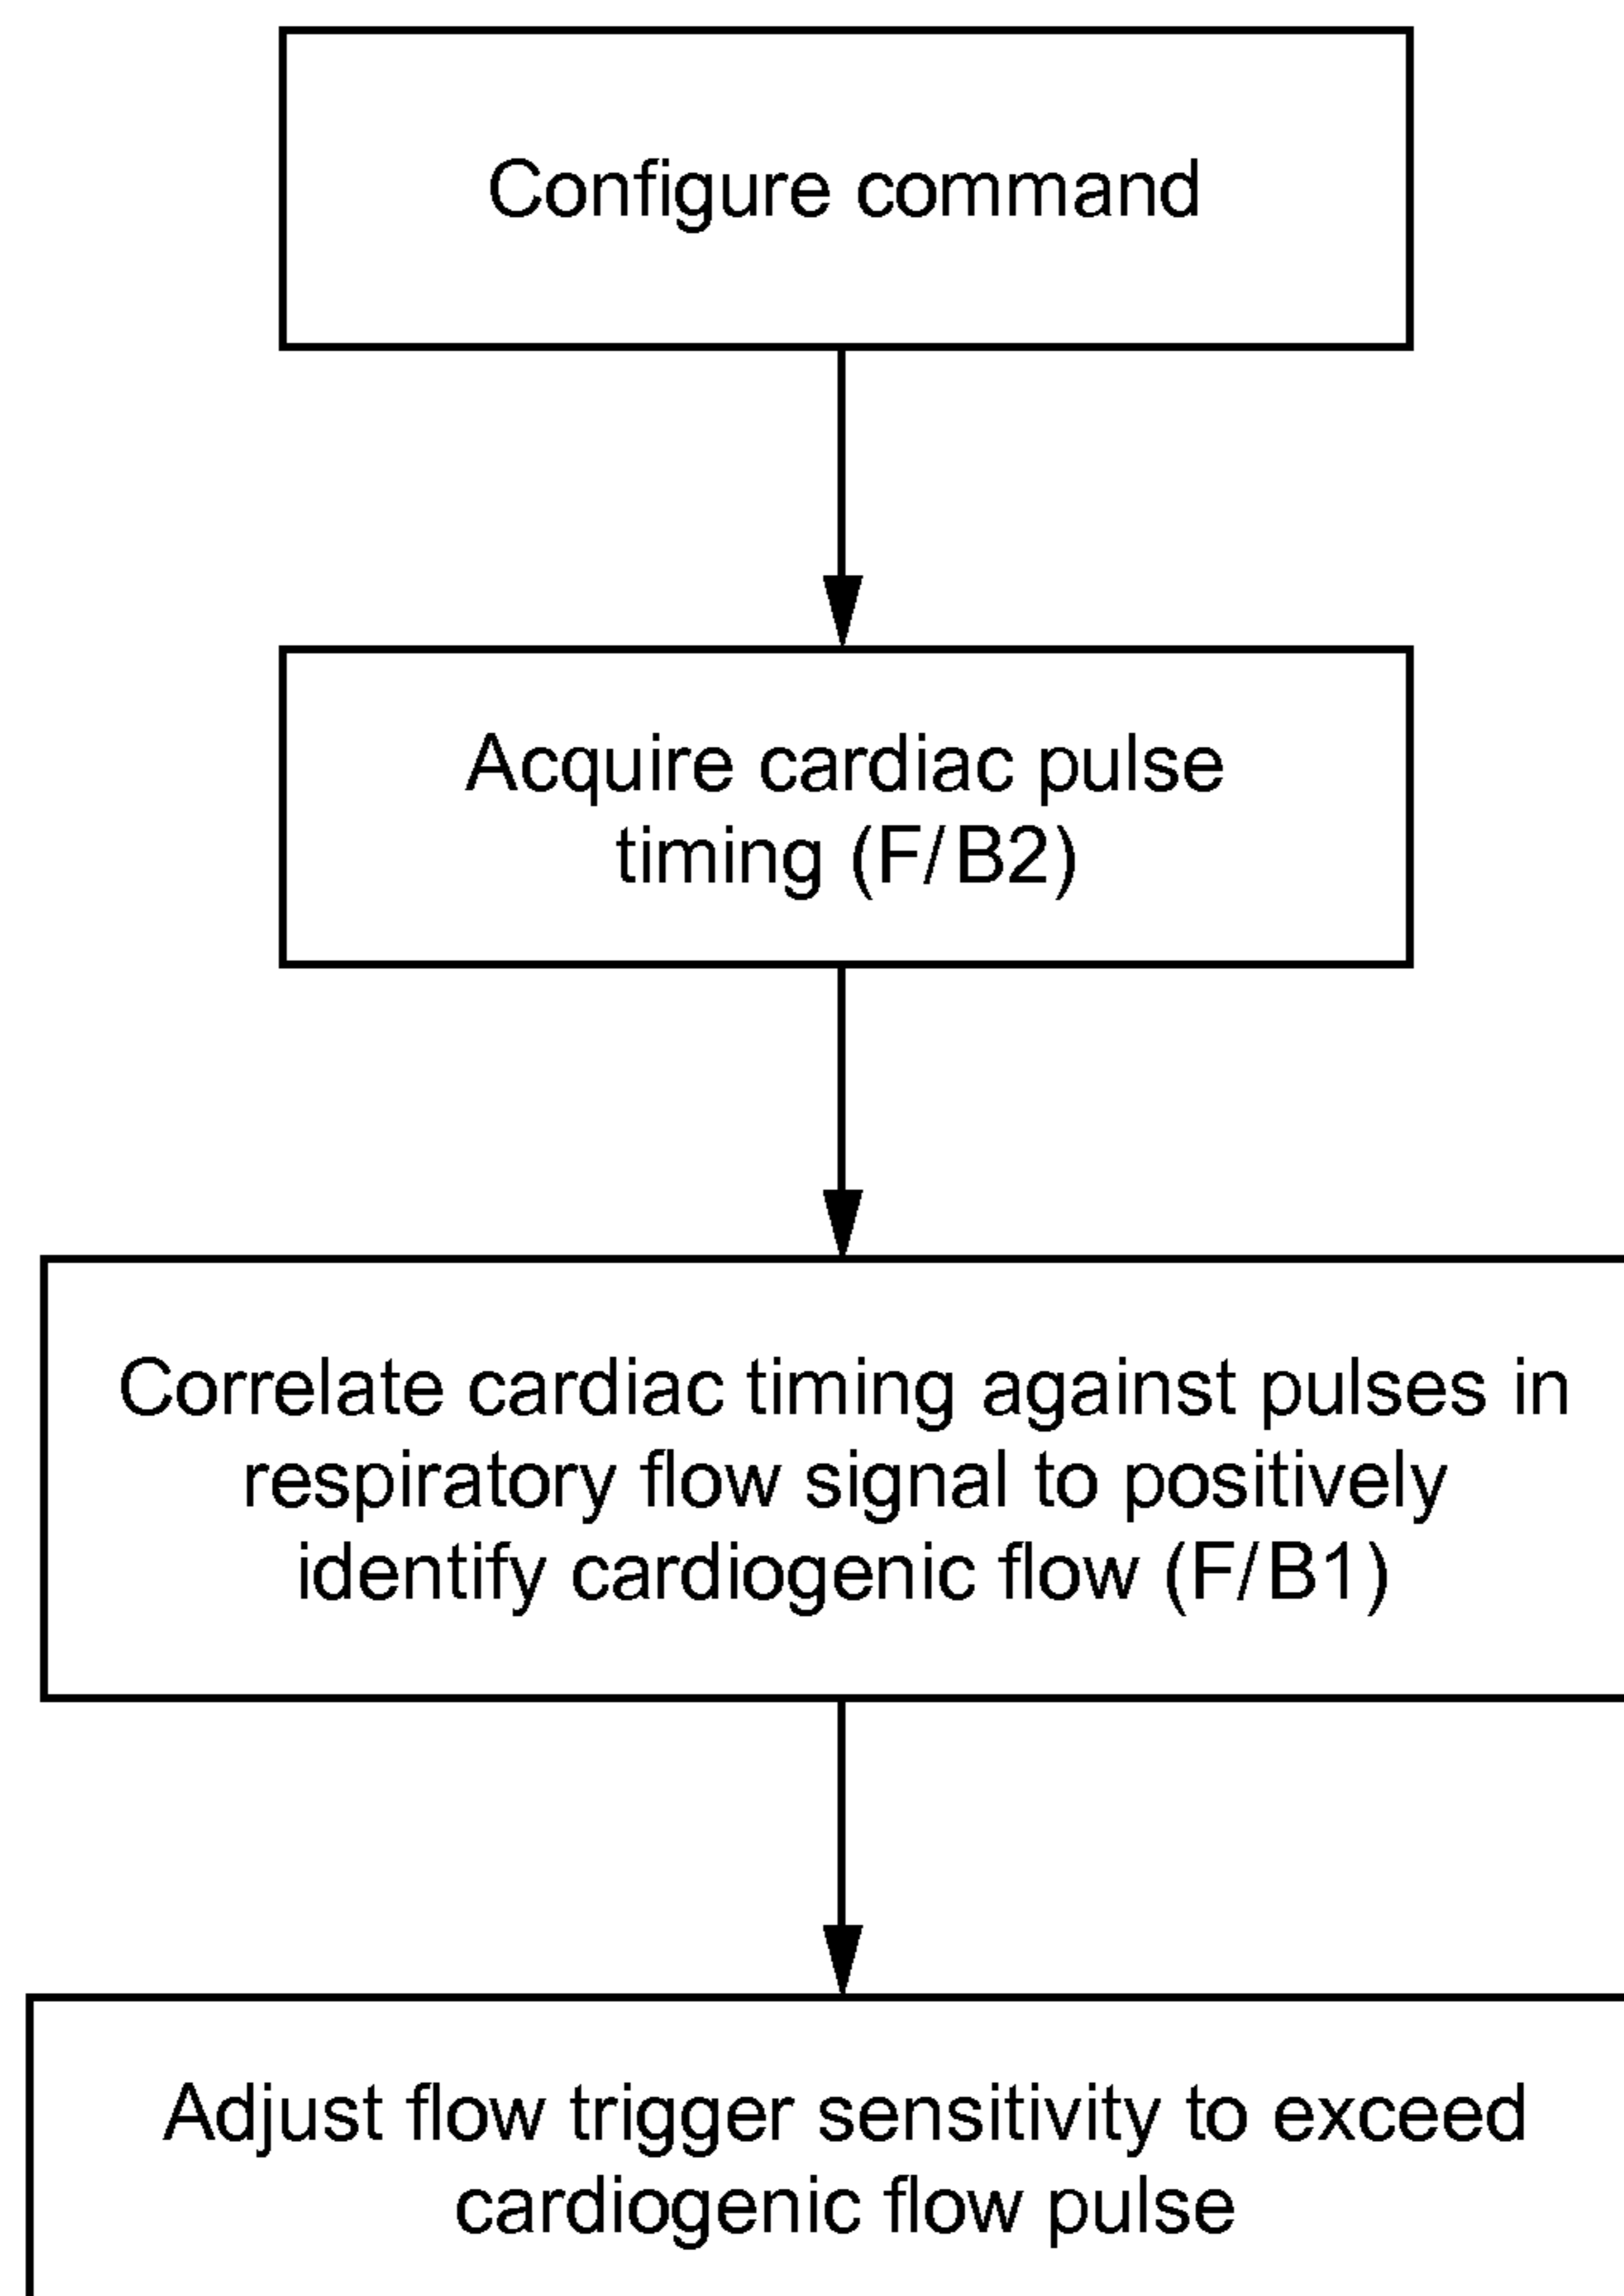 Configure command
Acquire cardiac pulse
timing (F/B2)
Correlate cardiac timing against pulses in
respiratory flow signal to positively
identify cardiogenic flow (F/B1)
Adjust flow trigger sensitivity to exceed
cardiogenic flow pulse